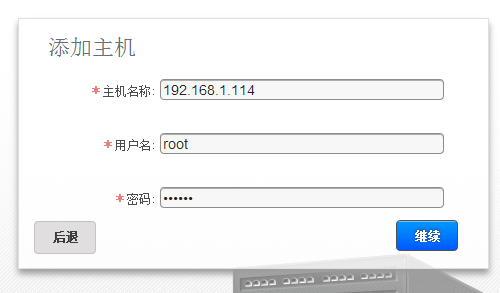 添加主机
*主机名称: 192.168.1.114
*用户名: root
*密码: ••••••
后退 继续